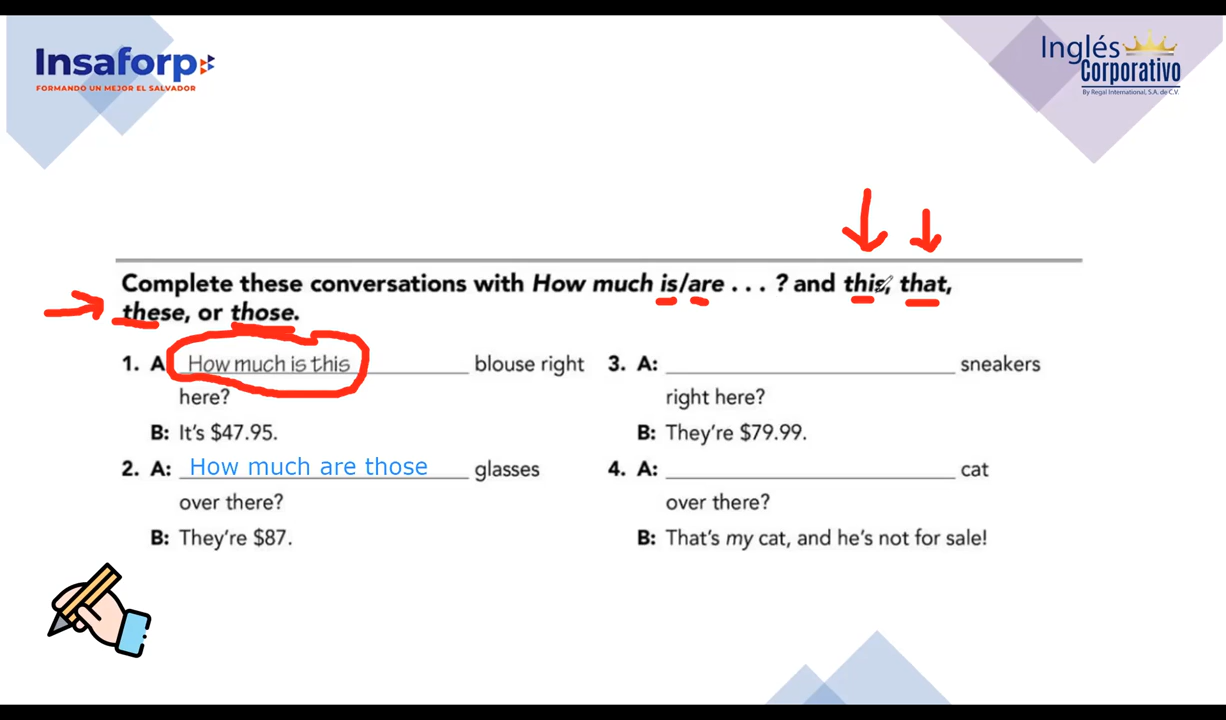 Insaforp
FORMANDO UN MEJOR EL SALVADOR
Inglés
Corporativo
By Regal International, S.A. de C.V.
Complete these conversations with How much is/are . . . ? and this, that,
these, or those.
1. A: How much is this blouse right
here?
B: It's $47.95.
2. A: How much are those glasses
over there?
B: They're $87.
3. A: sneakers
right here?
B: They're $79.99.
4. A: cat
over there?
B: That's my cat, and he's not for sale!